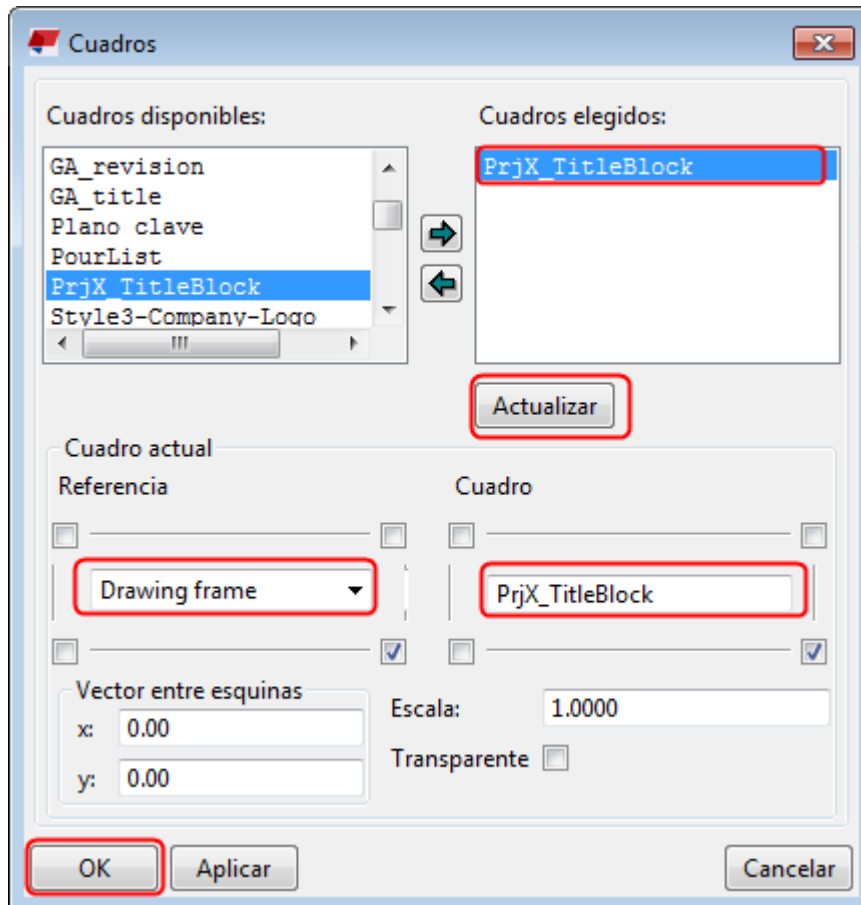 Cuadros
Cuadros disponibles:
Cuadros elegidos:
GA_revision
GA_title
Plano clave
PourList
PrjX_TitleBlock
Style3-Company-Logo
PrjX_TitleBlock
Actualizar
Cuadro actual
Referencia
Cuadro
Drawing frame
PrjX_TitleBlock
Vector entre esquinas
x: 0.00
y: 0.00
Escala: 1.0000
Transparente
OK
Aplicar
Cancelar